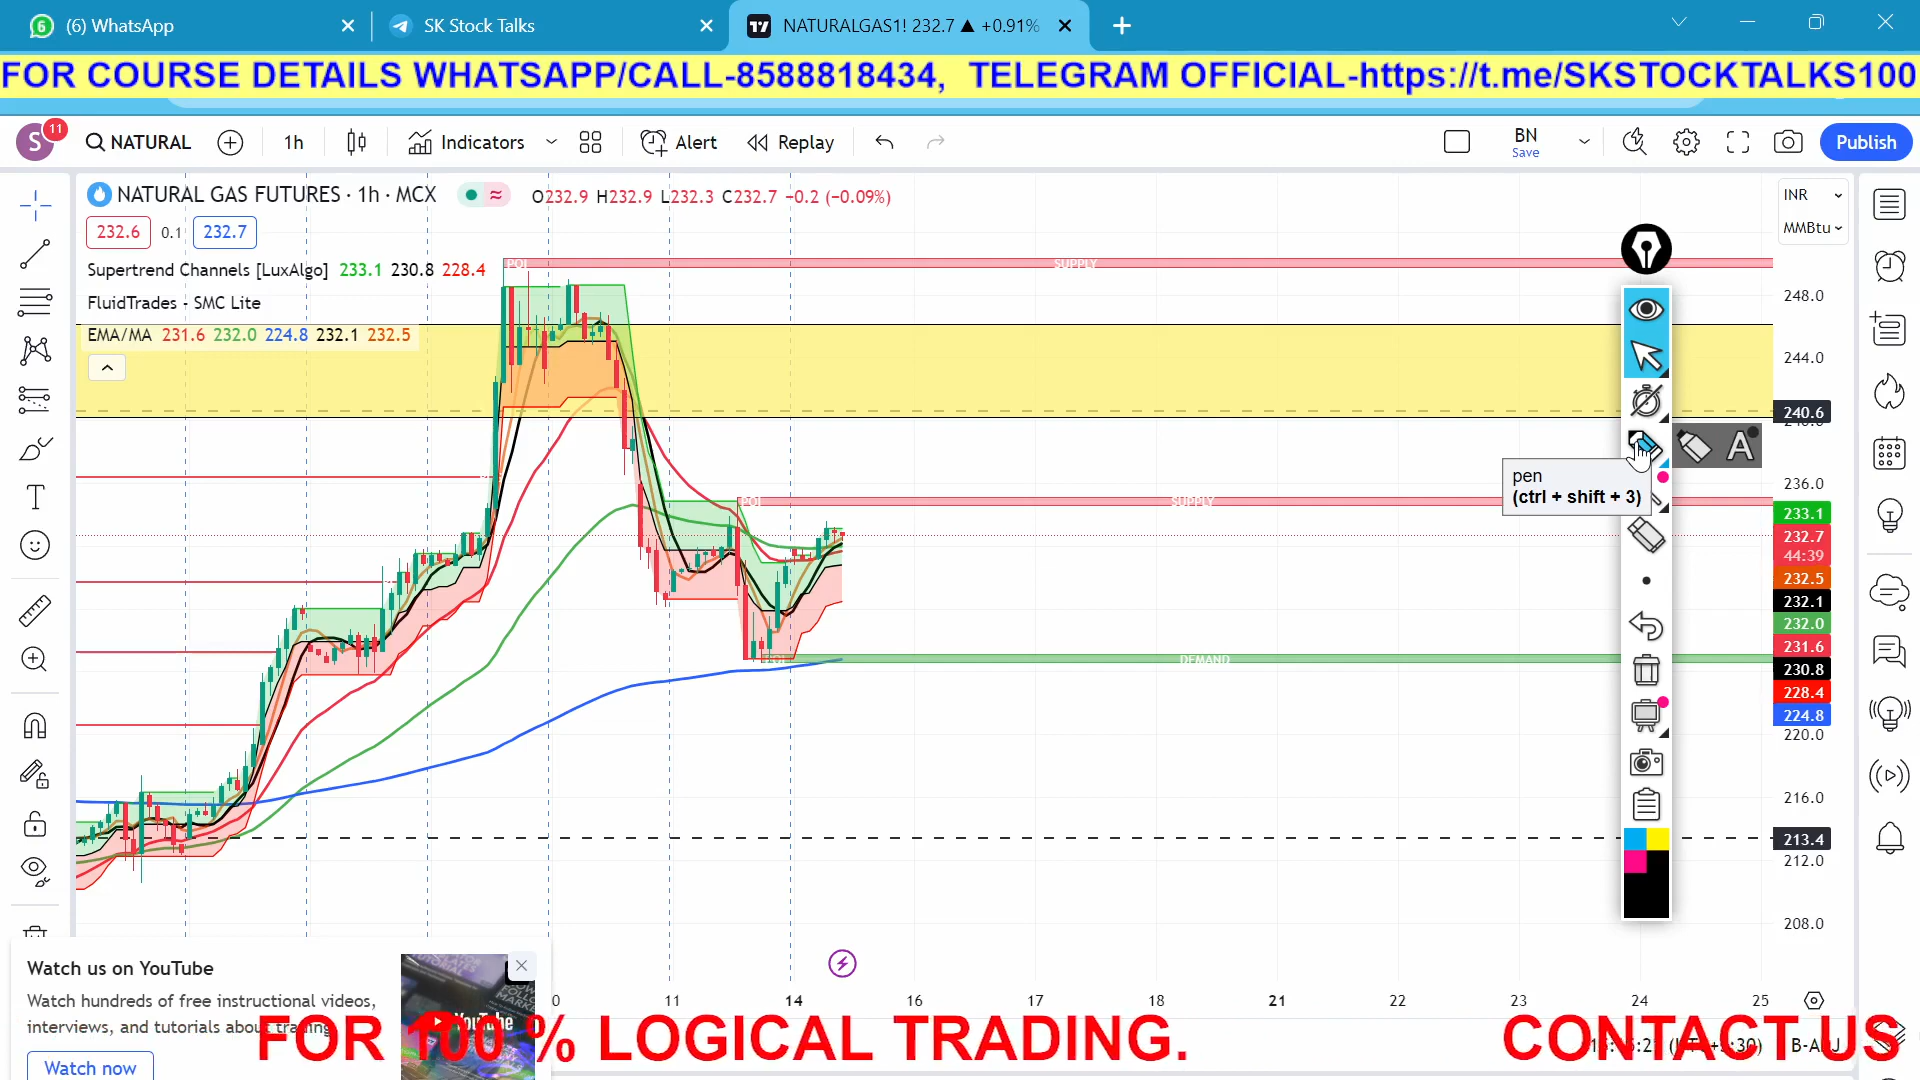 (6) WhatsApp
SK Stock Talks
NATURALGAS1! 232.7 ▲ +0.91%
FOR COURSE DETAILS WHATSAPP/CALL-8588818434, TELEGRAM OFFICIAL-https://t.me/SKSTOCKTALKS100
S 11 NATURAL 1h Indicators Alert Replay BN Save Publish
NATURAL GAS FUTURES · 1h · MCX O232.9 H232.9 L232.3 C232.7 −0.2 (−0.09%)
INR
MMBtu
232.6 0.1 232.7
Supertrend Channels [LuxAlgo] 233.1 230.8 228.4
FluidTrades - SMC Lite
EMA/MA 231.6 232.0 224.8 232.1 232.5
POI SUPPLY
248.0
244.0
240.6
pen
(ctrl + shift + 3)
A
236.0
POI SUPPLY
233.1
232.7
44:39
232.5
232.1
232.0
231.6
DEMAND
230.8
228.4
224.8
220.0
216.0
213.4
212.0
208.0
11 14 16 17 18 21 22 23 24 25
Watch us on YouTube
Watch hundreds of free instructional videos,
interviews, and tutorials about trading
Watch now
YouTube
FOR 100 % LOGICAL TRADING. CONTACT US
B-ADJ